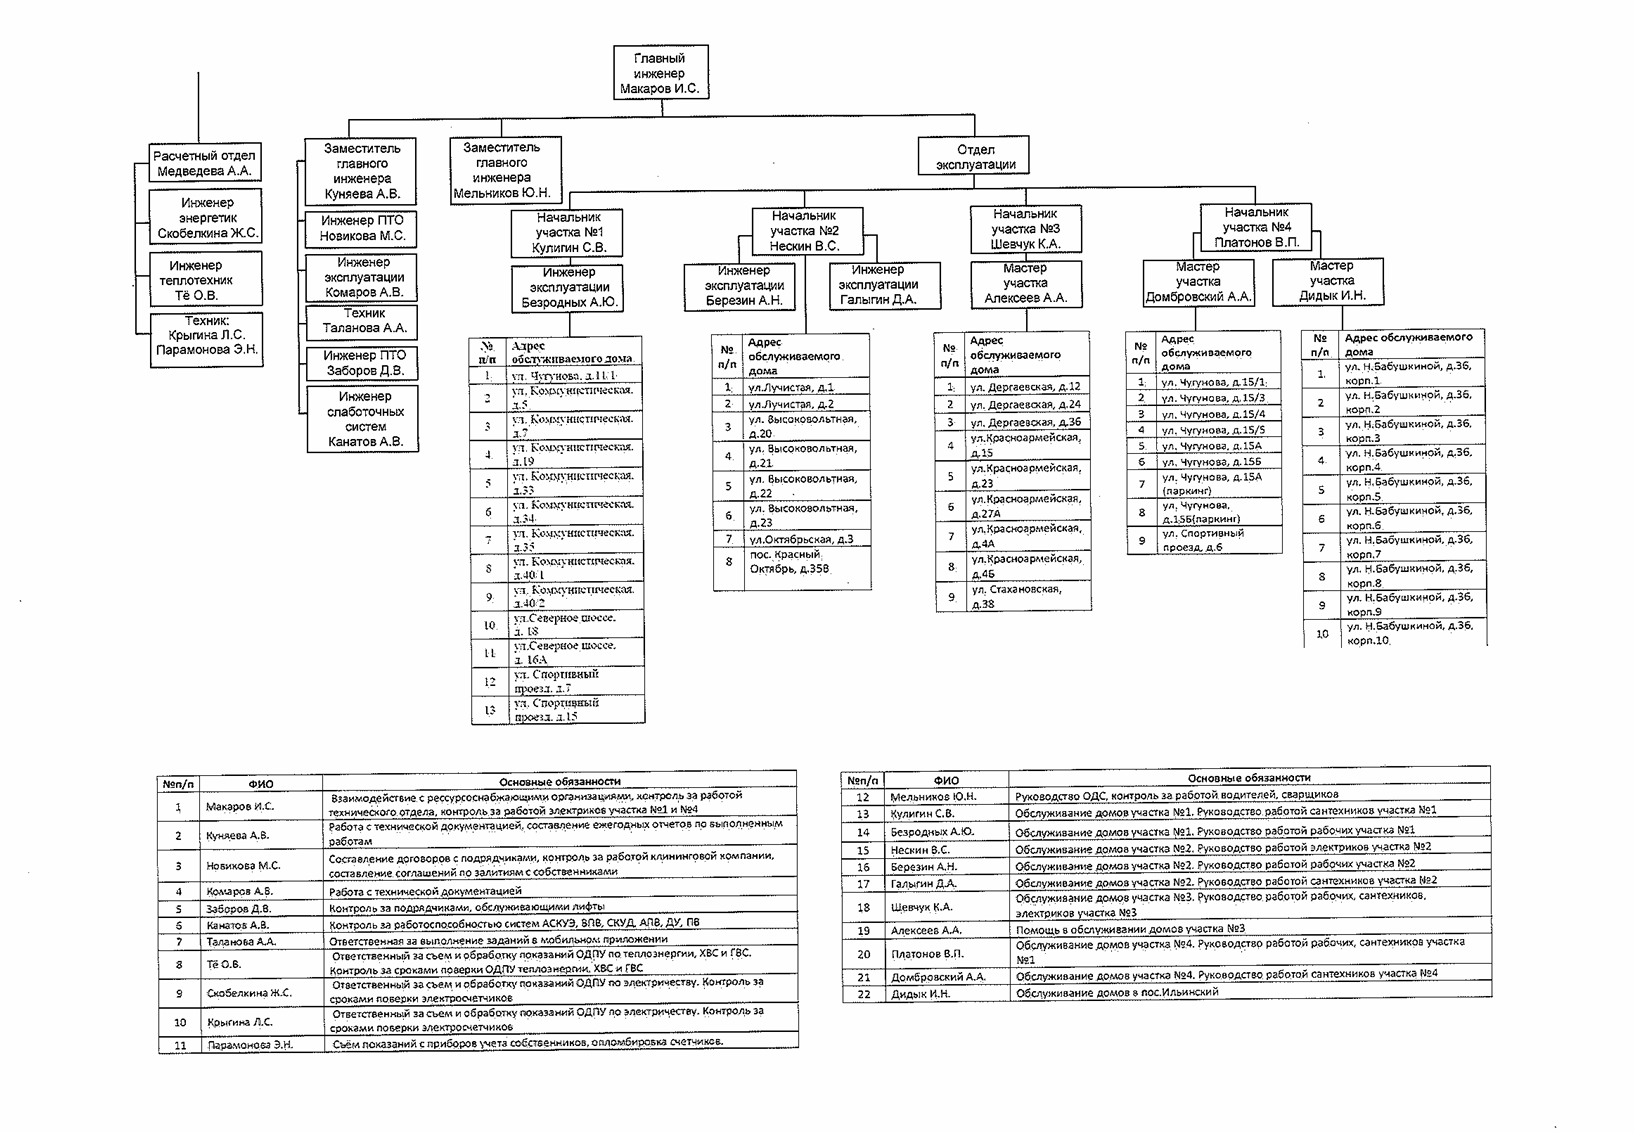 Главный
инженер
Макаров И.С.
Расчетный отдел
Медведева А.А.
Инженер
энергетик
Скобелкина Ж.С.
Инженер
теплотехник
Тё О.В.
Техник:
Крыгина Л.С.
Парамонова Э.Н.
Заместитель
главного
инженера
Куняева А.В.
Инженер ПТО
Новикова М.С.
Инженер
эксплуатации
Комаров А.В.
Техник
Таланова А.А.
Инженер ПТО
Заборов Д.В.
Инженер
слаботочных
систем
Канатов А.В.
Заместитель
главного
инженера
Мельников Ю.Н.
Отдел
эксплуатации
Начальник
участка №1
Кулигин С.В.
Инженер
эксплуатации
Безродных А.Ю.
Начальник
участка №2
Нескин В.С.
Инженер
эксплуатации
Березин А.Н.
Инженер
эксплуатации
Галыгин Д.А.
Начальник
участка №3
Шевчук К.А.
Мастер
участка
Алексеев А.А.
Начальник
участка №4
Платонов В.П.
Мастер
участка
Домбровский А.А.
Мастер
участка
Дидык И.Н.
№ п/п Адрес
обслуживаемого дома
1 ул. Чугунова, д.11/1
2 ул. Коммунистическая,
д.5
3 ул. Коммунистическая,
д.7
4 ул. Коммунистическая,
д.19
5 ул. Коммунистическая,
д.33
6 ул. Коммунистическая,
д.34
7 ул. Коммунистическая,
д.35
8 ул. Коммунистическая,
д.40/1
9 ул. Коммунистическая,
д.40/2
10 ул.Северное шоссе,
д. 18
11 ул.Северное шоссе,
д. 16А
12 ул. Спортивный
проезд, д.7
13 ул. Спортивный
проезд, д.15
№ п/п Адрес
обслуживаемого
дома
1 ул.Лучистая, д.1
2 ул.Лучистая, д.2
3 ул. Высоковольтная,
д.20
4 ул. Высоковольтная,
д.21
5 ул. Высоковольтная,
д.22
6 ул. Высоковольтная,
д.23
7 ул.Октябрьская, д.3
8 пос. Красный
Октябрь, д.35В
№ п/п Адрес
обслуживаемого
дома
1 ул. Дергаевская, д.12
2 ул. Дергаевская, д.24
3 ул. Дергаевская, д.36
4 ул.Красноармейская,
д.15
5 ул.Красноармейская,
д.23
6 ул.Красноармейская,
д.27А
7 ул.Красноармейская,
д.4А
8 ул.Красноармейская,
д.4Б
9 ул. Стахановская,
д.38
№ п/п Адрес
обслуживаемого
дома
1 ул. Чугунова, д.15/1
2 ул. Чугунова, д.15/3
3 ул. Чугунова, д.15/4
4 ул. Чугунова, д.15/5
5 ул. Чугунова, д.15А
6 ул. Чугунова, д.15Б
7 ул. Чугунова, д.15А
(паркинг)
8 ул. Чугунова,
д.15Б(паркинг)
9 ул. Спортивный
проезд, д.6
№ п/п Адрес обслуживаемого
дома
1 ул. Н.Бабушкиной, д.36,
корп.1
2 ул. Н.Бабушкиной, д.36,
корп.2
3 ул. Н.Бабушкиной, д.36,
корп.3
4 ул. Н.Бабушкиной, д.36,
корп.4
5 ул. Н.Бабушкиной, д.36,
корп.5
6 ул. Н.Бабушкиной, д.36,
корп.6
7 ул. Н.Бабушкиной, д.36,
корп.7
8 ул. Н.Бабушкиной, д.36,
корп.8
9 ул. Н.Бабушкиной, д.36,
корп.9
10 ул. Н.Бабушкиной, д.36,
корп.10
№п/п ФИО Основные обязанности
1 Макаров И.С. Взаимодействие с рессурсоснабжающими организациями, контроль за работой
технического отдела, контроль за работой электриков участка №1 и №4
2 Куняева А.В. Работа с технической документацией, составление ежегодных отчетов по выполненным
работам
3 Новикова М.С. Составление договоров с подрядчиками, контроль за работой клининговой компании,
составление соглашений по залитиям с собственниками
4 Комаров А.В. Работа с технической документацией
5 Заборов Д.В. Контроль за подрядчиками, обслуживающими лифты
6 Канатов А.В. Контроль за работоспособностью систем АСКУЭ, ВПВ, СКУД, АПВ, ДУ, ПВ
7 Таланова А.А. Ответственная за выполнение заданий в мобильном приложении
8 Тё О.В. Ответственный за съем и обработку показаний ОДПУ по теплоэнергии, ХВС и ГВС.
Контроль за сроками поверки ОДПУ теплоэнергии, ХВС и ГВС
9 Скобелкина Ж.С. Ответственный за съем и обработку показаний ОДПУ по электричеству. Контроль за
сроками поверки электросчетчиков
10 Крыгина Л.С. Ответственный за съем и обработку показаний ОДПУ по электричеству. Контроль за
сроками поверки электросчетчиков
11 Парамонова Э.Н. Съём показаний с приборов учета собственников, опломбировка счетчиков.
№п/п ФИО Основные обязанности
12 Мельников Ю.Н. Руководство ОДС, контроль за работой водителей, сварщиков
13 Кулигин С.В. Обслуживание домов участка №1. Руководство работой сантехников участка №1
14 Безродных А.Ю. Обслуживание домов участка №1. Руководство работой рабочих участка №1
15 Нескин В.С. Обслуживание домов участка №2. Руководство работой электриков участка №2
16 Березин А.Н. Обслуживание домов участка №2. Руководство работой рабочих участка №2
17 Галыгин Д.А. Обслуживание домов участка №2. Руководство работой сантехников участка №2
18 Шевчук К.А. Обслуживание домов участка №3. Руководство работой рабочих, сантехников,
электриков участка №3
19 Алексеев А.А. Помощь в обслуживании домов участка №3
20 Платонов В.П. Обслуживание домов участка №4. Руководство работой рабочих, сантехников участка
№1
21 Домбровский А.А. Обслуживание домов участка №4. Руководство работой сантехников участка №4
22 Дидык И.Н. Обслуживание домов в пос.Ильинский